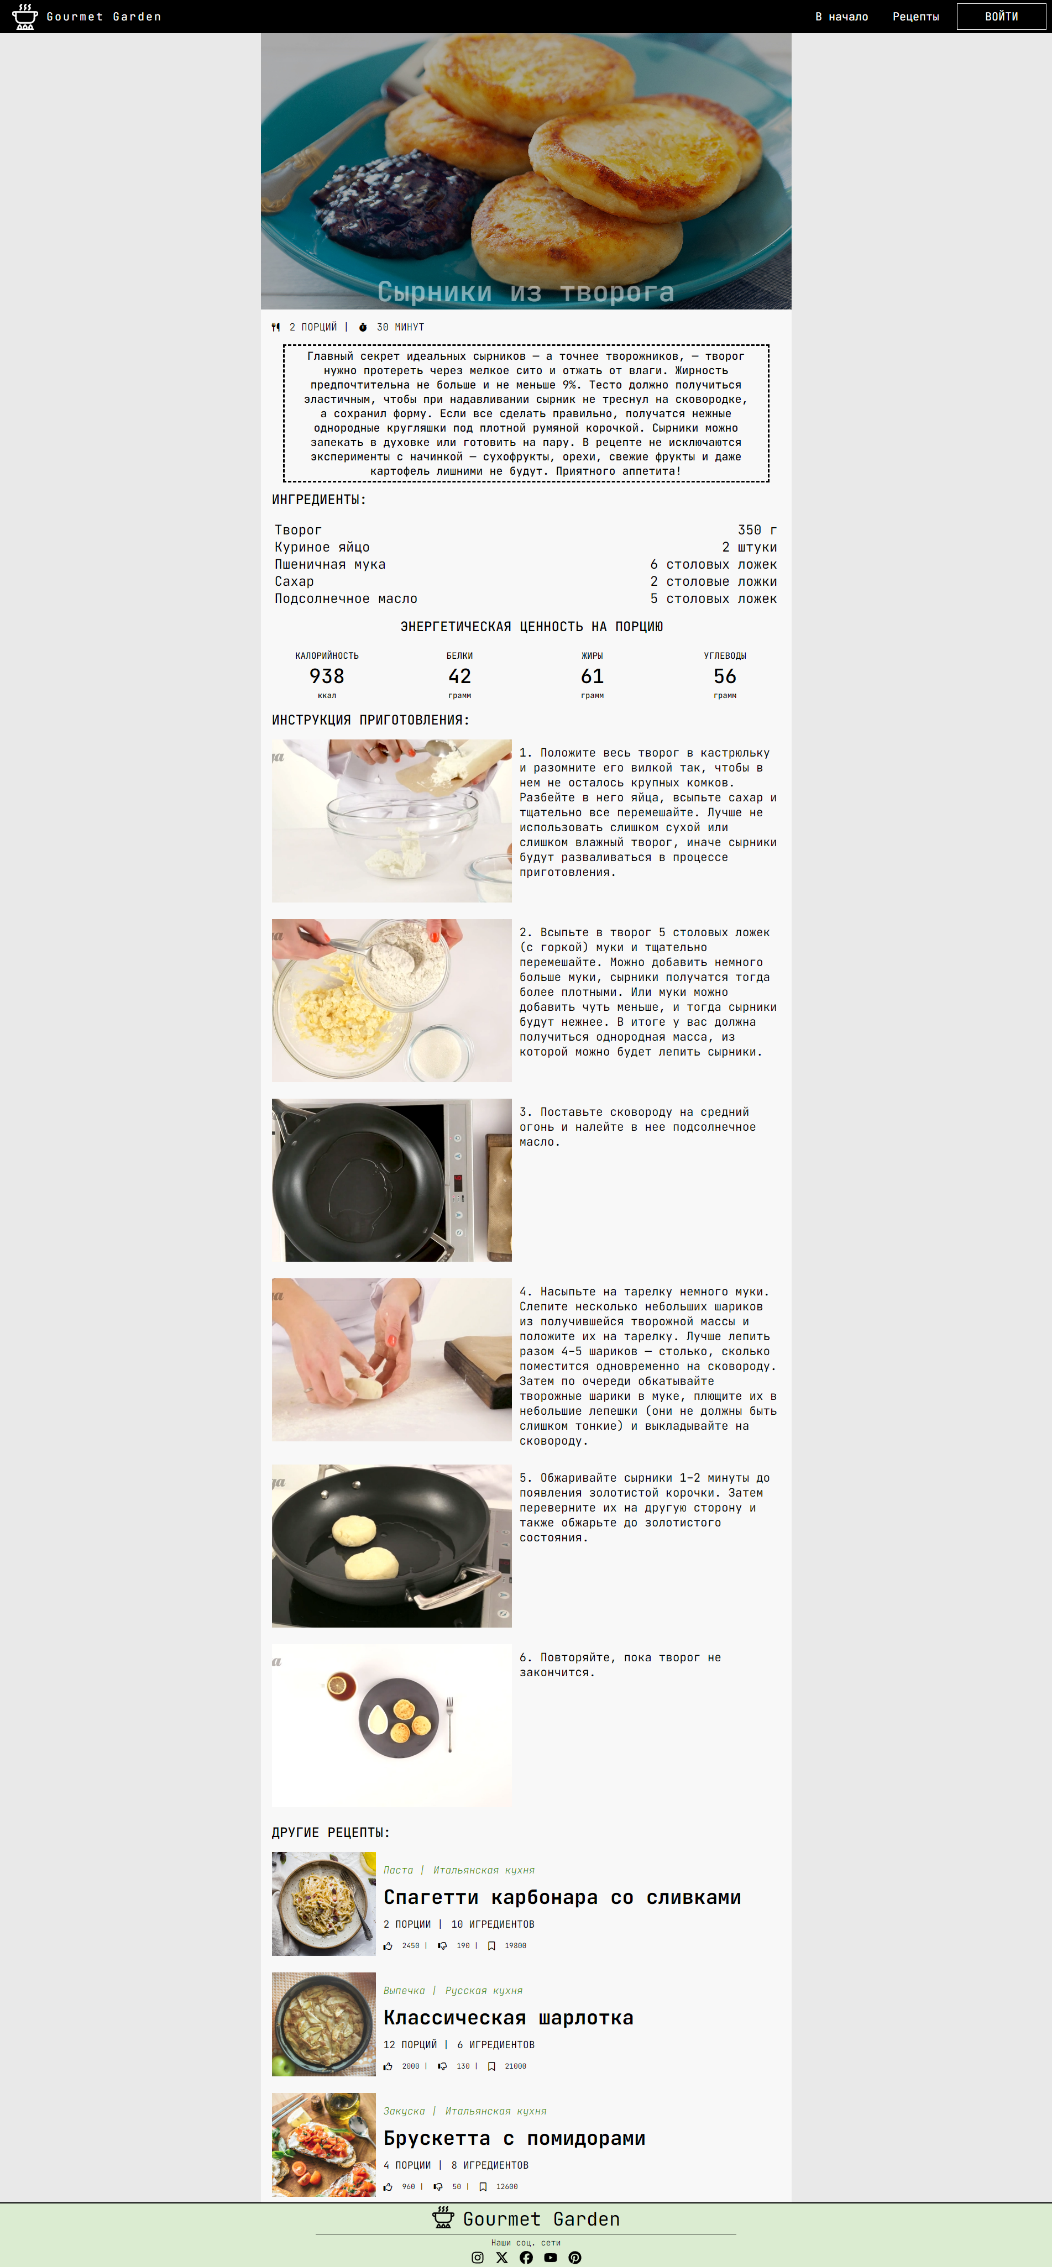 Gourmet Garden
В начало Рецепты ВОЙТИ
Сырники из творога
2 ПОРЦИЙ | 30 МИНУТ
Главный секрет идеальных сырников — а точнее творожников, — творог
нужно протереть через мелкое сито и отжать от влаги. Жирность
предпочтительна не больше и не меньше 9%. Тесто должно получиться
эластичным, чтобы при надавливании сырник не треснул на сковородке,
а сохранил форму. Если все сделать правильно, получатся нежные
однородные кругляшки под плотной румяной корочкой. Сырники можно
запекать в духовке или готовить на пару. В рецепте не исключаются
эксперименты с начинкой — сухофрукты, орехи, свежие фрукты и даже
картофель лишними не будут. Приятного аппетита!
ИНГРЕДИЕНТЫ:
Творог 350 г
Куриное яйцо 2 штуки
Пшеничная мука 6 столовых ложек
Сахар 2 столовые ложки
Подсолнечное масло 5 столовых ложек
ЭНЕРГЕТИЧЕСКАЯ ЦЕННОСТЬ НА ПОРЦИЮ
КАЛОРИЙНОСТЬ БЕЛКИ ЖИРЫ УГЛЕВОДЫ
938 42 61 56
ккал грамм грамм грамм
ИНСТРУКЦИЯ ПРИГОТОВЛЕНИЯ:
1. Положите весь творог в кастрюльку
и разомните его вилкой так, чтобы в
нем не осталось крупных комков.
Разбейте в него яйца, всыпьте сахар и
тщательно все перемешайте. Лучше не
использовать слишком сухой или
слишком влажный творог, иначе сырники
будут разваливаться в процессе
приготовления.
2. Всыпьте в творог 5 столовых ложек
(с горкой) муки и тщательно
перемешайте. Можно добавить немного
больше муки, сырники получатся тогда
более плотными. Или муки можно
добавить чуть меньше, и тогда сырники
будут нежнее. В итоге у вас должна
получиться однородная масса, из
которой можно будет лепить сырники.
3. Поставьте сковороду на средний
огонь и налейте в нее подсолнечное
масло.
4. Насыпьте на тарелку немного муки.
Слепите несколько небольших шариков
из получившейся творожной массы и
положите их на тарелку. Лучше лепить
разом 4–5 шариков — столько, сколько
поместится одновременно на сковороду.
Затем по очереди обкатывайте
творожные шарики в муке, плющите их в
небольшие лепешки (они не должны быть
слишком тонкие) и выкладывайте на
сковороду.
5. Обжаривайте сырники 1–2 минуты до
появления золотистой корочки. Затем
переверните их на другую сторону и
также обжарьте до золотистого
состояния.
6. Повторяйте, пока творог не
закончится.
ДРУГИЕ РЕЦЕПТЫ:
Паста | Итальянская кухня
Спагетти карбонара со сливками
2 ПОРЦИИ | 10 ИГРЕДИЕНТОВ
2450 | 190 | 19800
Выпечка | Русская кухня
Классическая шарлотка
12 ПОРЦИЙ | 6 ИГРЕДИЕНТОВ
2000 | 130 | 21000
Закуска | Итальянская кухня
Брускетта с помидорами
4 ПОРЦИИ | 8 ИГРЕДИЕНТОВ
960 | 50 | 12600
Gourmet Garden
Наши соц. сети